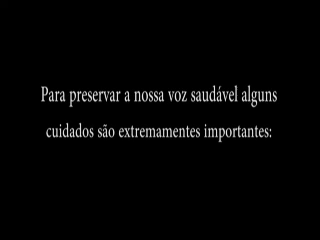 Para preservar a nossa voz saudável alguns
cuidados são extremamentes importantes: